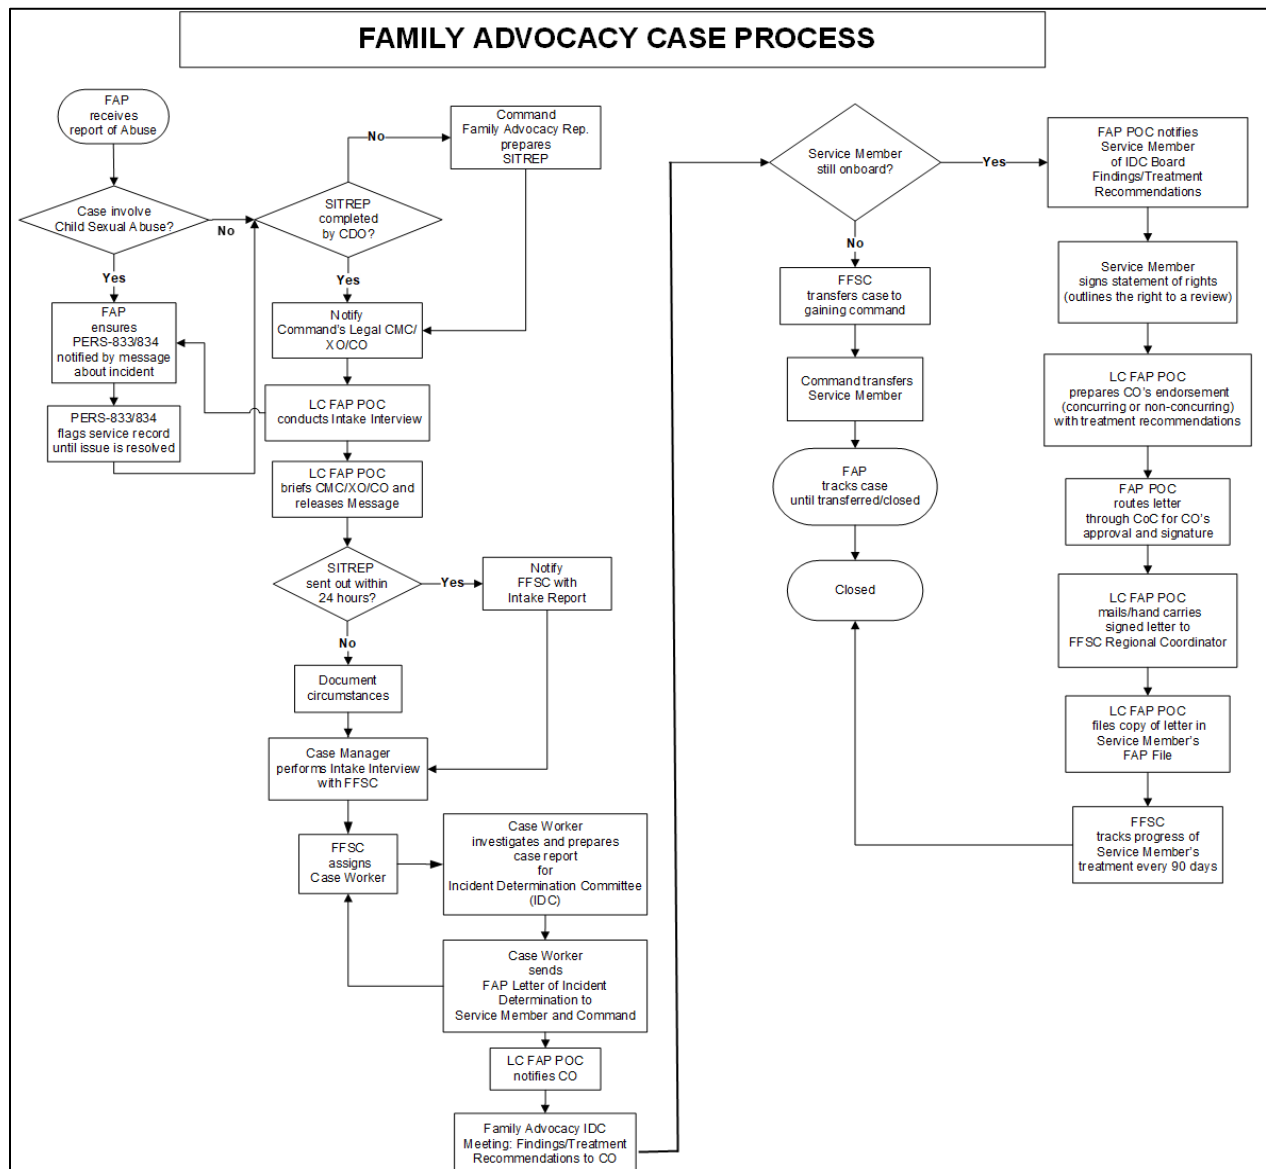 FAMILY ADVOCACY CASE PROCESS
FAP
receives
report of Abuse
Case involve
Child Sexual Abuse?
No
Yes
FAP
ensures
PERS-833/834
notified by message
about incident
PERS-833/834
flags service record
until issue is resolved
SITREP
completed
by CDO?
No
Command
Family Advocacy Rep.
prepares
SITREP
Yes
Notify
Command's Legal CMC/
XO/CO
LC FAP POC
conducts Intake Interview
LC FAP POC
briefs CMC/XO/CO and
releases Message
SITREP
sent out within
24 hours?
Yes
Notify
FFSC with
Intake Report
No
Document
circumstances
Case Manager
performs Intake Interview
with FFSC
FFSC
assigns
Case Worker
Case Worker
investigates and prepares
case report
for
Incident Determination Committee
(IDC)
Case Worker
sends
FAP Letter of Incident
Determination to
Service Member and Command
LC FAP POC
notifies CO
Family Advocacy IDC
Meeting: Findings/Treatment
Recommendations to CO
Service Member
still onboard?
Yes
No
FFSC
transfers case to
gaining command
Command transfers
Service Member
FAP
tracks case
until transferred/closed
Closed
FAP POC notifies
Service Member
of IDC Board
Findings/Treatment
Recommendations
Service Member
signs statement of rights
(outlines the right to a review)
LC FAP POC
prepares CO's endorsement
(concurring or non-concurring)
with treatment recommendations
FAP POC
routes letter
through CoC for CO's
approval and signature
LC FAP POC
mails/hand carries
signed letter to
FFSC Regional Coordinator
LC FAP POC
files copy of letter in
Service Member's
FAP File
FFSC
tracks progress of
Service Member's
treatment every 90 days